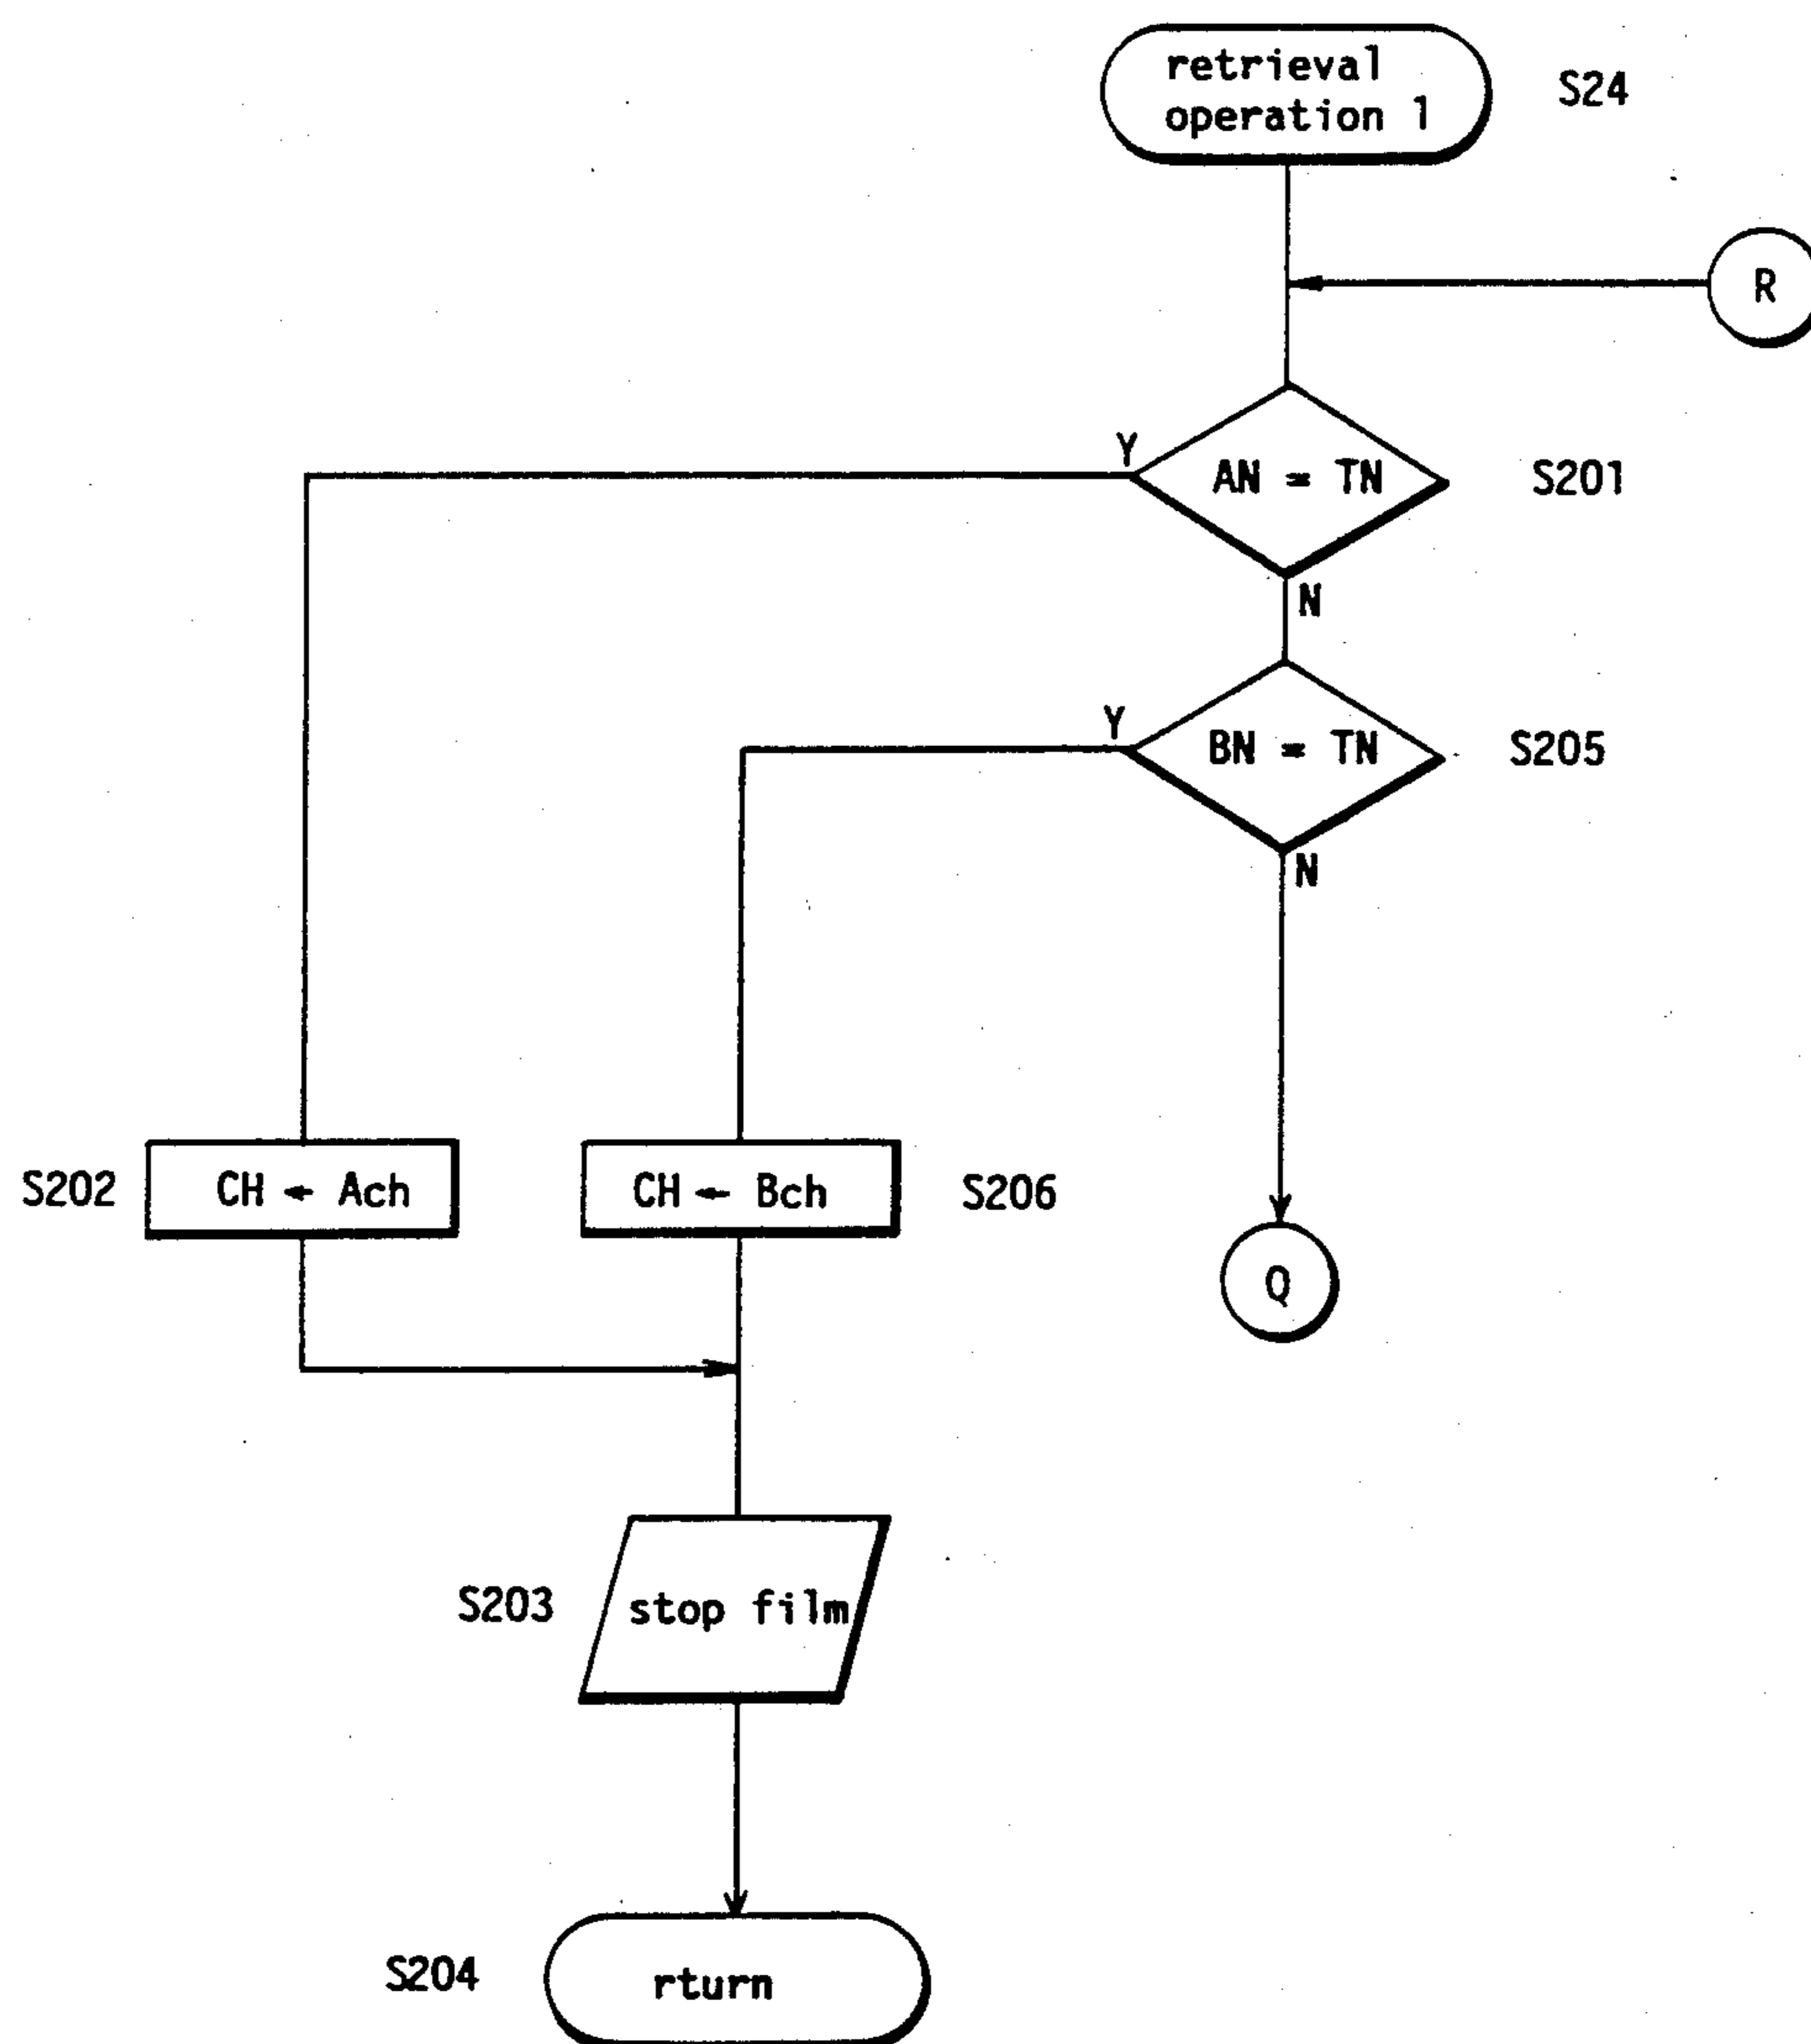 retrieval
operation 1
S24
R
Y
AN = TN
S201
N
Y
BN = TN
S205
N
S202
CH ← Ach
CH ← Bch
S206
Q
S203
stop film
S204
rturn